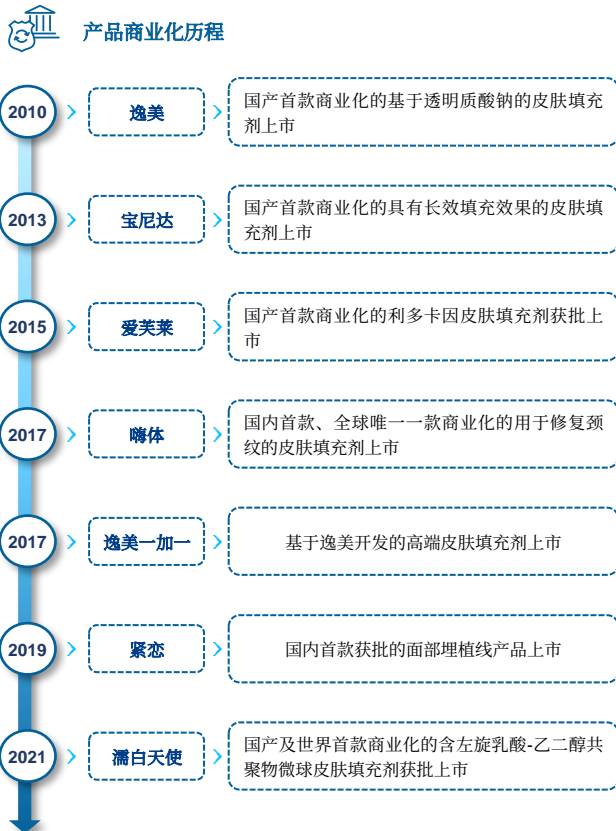 产品商业化历程
2010
逸美
国产首款商业化的基于透明质酸钠的皮肤填充
剂上市
2013
宝尼达
国产首款商业化的具有长效填充效果的皮肤填
充剂上市
2015
爱芙莱
国产首款商业化的利多卡因皮肤填充剂获批上
市
2017
嗨体
国内首款、全球唯一一款商业化的用于修复颈
纹的皮肤填充剂上市
2017
逸美一加一
基于逸美开发的高端皮肤填充剂上市
2019
紧恋
国内首款获批的面部埋植线产品上市
2021
濡白天使
国产及世界首款商业化的含左旋乳酸-乙二醇共
聚物微球皮肤填充剂获批上市